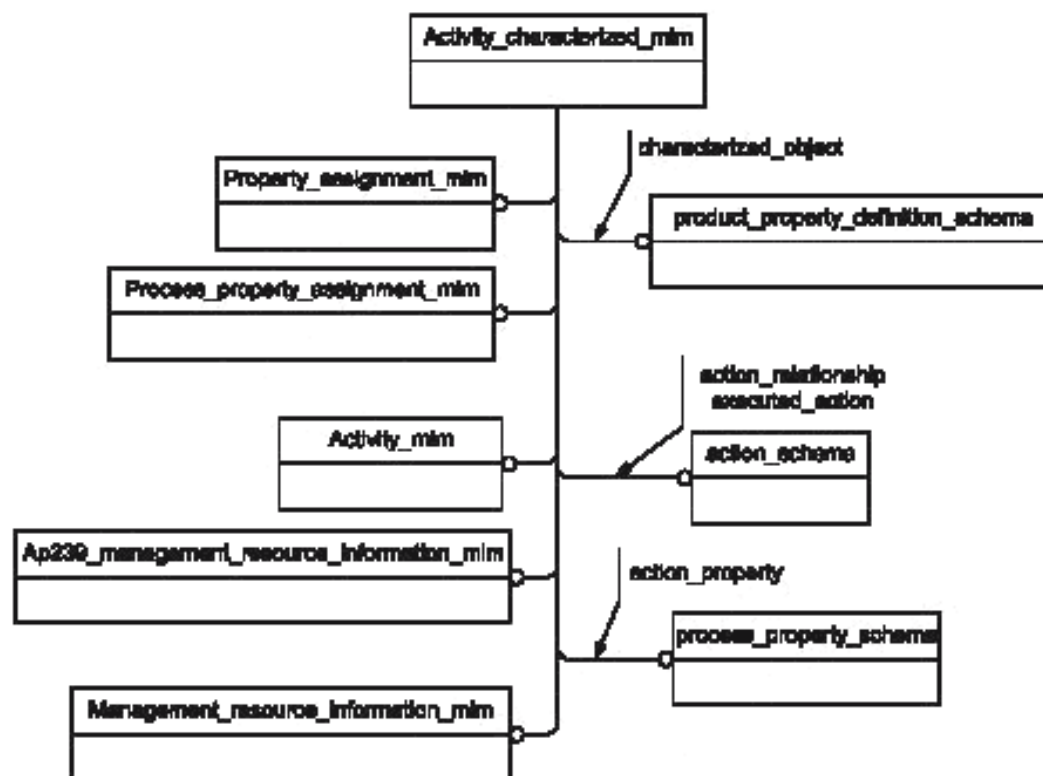 Activity_characterized_mim
characterized_object
Property_assignment_mim
product_property_definition_schema
Process_property_assignment_mim
action_relationship
executed_action
Activity_mim
action_schema
Ap239_management_resource_information_mim
action_property
process_property_schema
Management_resource_information_mim